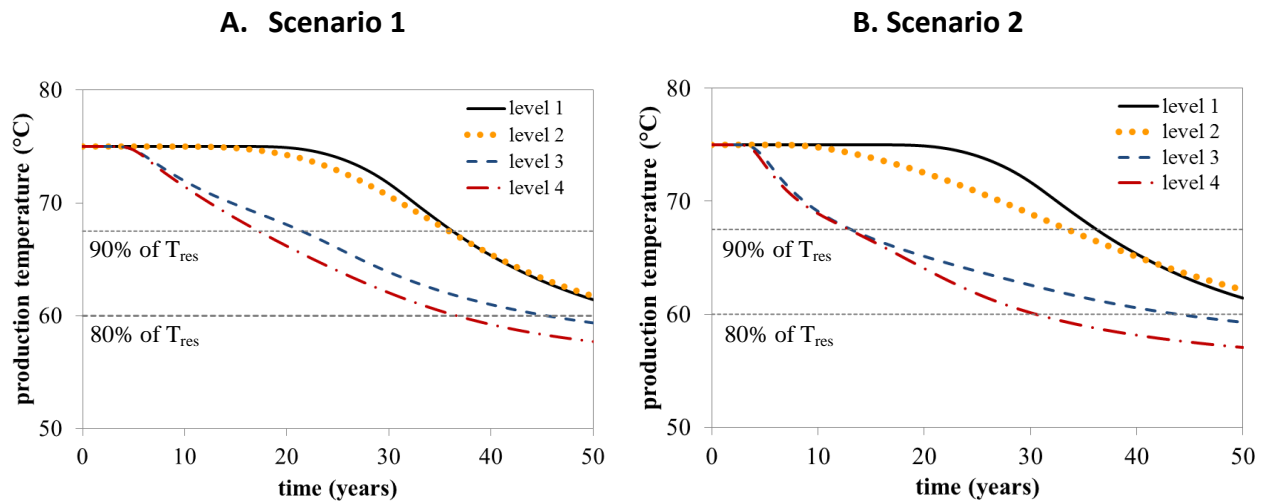 A. Scenario 1
80
70
60
50
production temperature (°C)
level 1
level 2
level 3
level 4
90% of Tres
80% of Tres
0 10 20 30 40 50
time (years)
B. Scenario 2
80
70
60
50
production temperature (°C)
level 1
level 2
level 3
level 4
90% of Tres
80% of Tres
0 10 20 30 40 50
time (years)